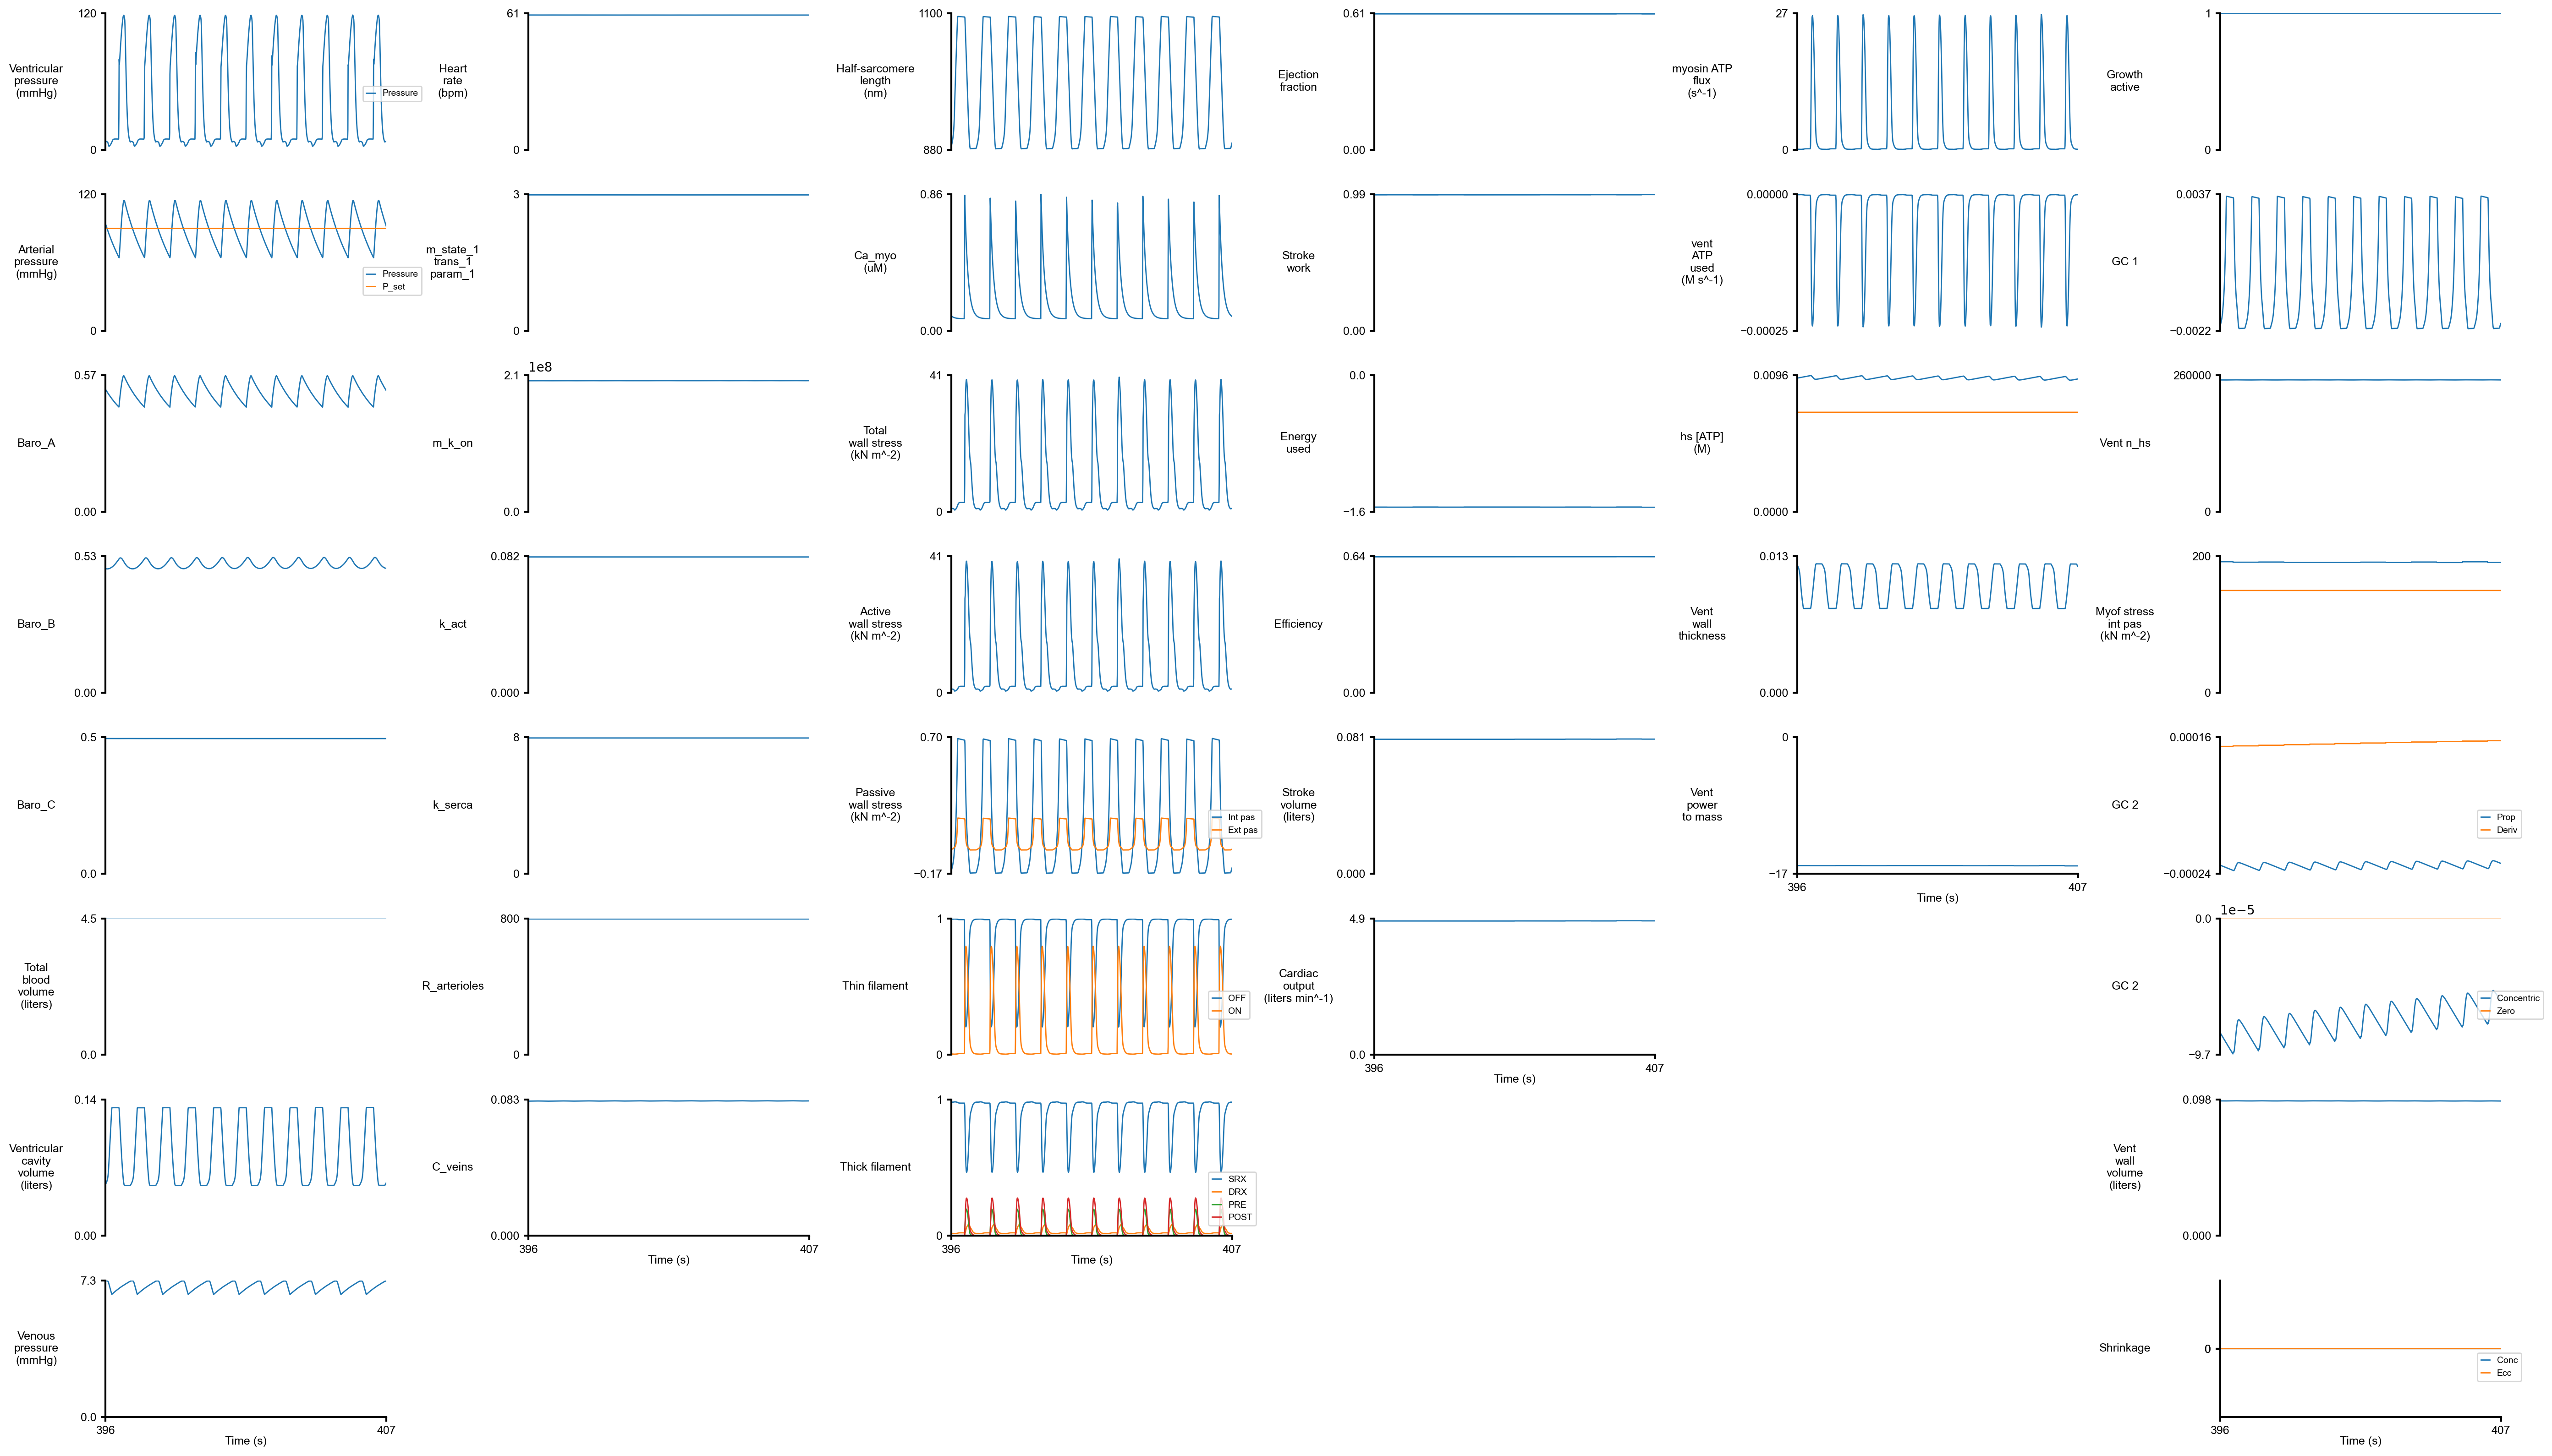 120
Ventricular
pressure
(mmHg)
0
Pressure
120
Arterial
pressure
(mmHg)
0
Pressure
P_set
0.57
Baro_A
0.00
0.53
Baro_B
0.00
0.5
Baro_C
0.0
4.5
Total
blood
volume
(liters)
0.0
0.14
Ventricular
cavity
volume
(liters)
0.00
7.3
Venous
pressure
(mmHg)
0.0
396
407
Time (s)
61
Heart
rate
(bpm)
0
3
m_state_1
trans_1
param_1
0
1e8
2.1
m_k_on
0.0
0.082
k_act
0.000
8
k_serca
0
800
R_arterioles
0
0.083
C_veins
0.000
396
407
Time (s)
1100
Half-sarcomere
length
(nm)
880
0.86
Ca_myo
(uM)
0.00
41
Total
wall stress
(kN m^-2)
0
41
Active
wall stress
(kN m^-2)
0
0.70
Passive
wall stress
(kN m^-2)
−0.17
Int pas
Ext pas
1
Thin filament
0
OFF
ON
1
Thick filament
0
SRX
DRX
PRE
POST
396
407
Time (s)
0.61
Ejection
fraction
0.00
0.99
Stroke
work
0.00
0.0
Energy
used
−1.6
0.64
Efficiency
0.00
0.081
Stroke
volume
(liters)
0.000
4.9
Cardiac
output
(liters min^-1)
0.0
396
407
Time (s)
27
myosin ATP
flux
(s^-1)
0
0.00000
vent
ATP
used
(M s^-1)
−0.00025
0.0096
hs [ATP]
(M)
0.0000
0.013
Vent
wall
thickness
0.000
0
Vent
power
to mass
−17
396
407
Time (s)
1
Growth
active
0
0.0037
GC 1
−0.0022
260000
Vent n_hs
0
200
Myof stress
int pas
(kN m^-2)
0
0.00016
GC 2
−0.00024
Prop
Deriv
1e−5
0.0
GC 2
−9.7
Concentric
Zero
0.098
Vent
wall
volume
(liters)
0.000
Shrinkage
0
Conc
Ecc
396
407
Time (s)